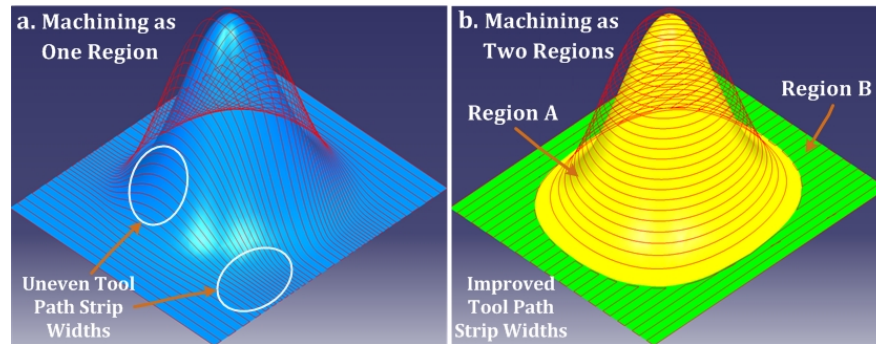 a. Machining as
One Region
Uneven Tool
Path Strip
Widths
b. Machining as
Two Regions
Region A
Region B
Improved
Tool Path
Strip Widths